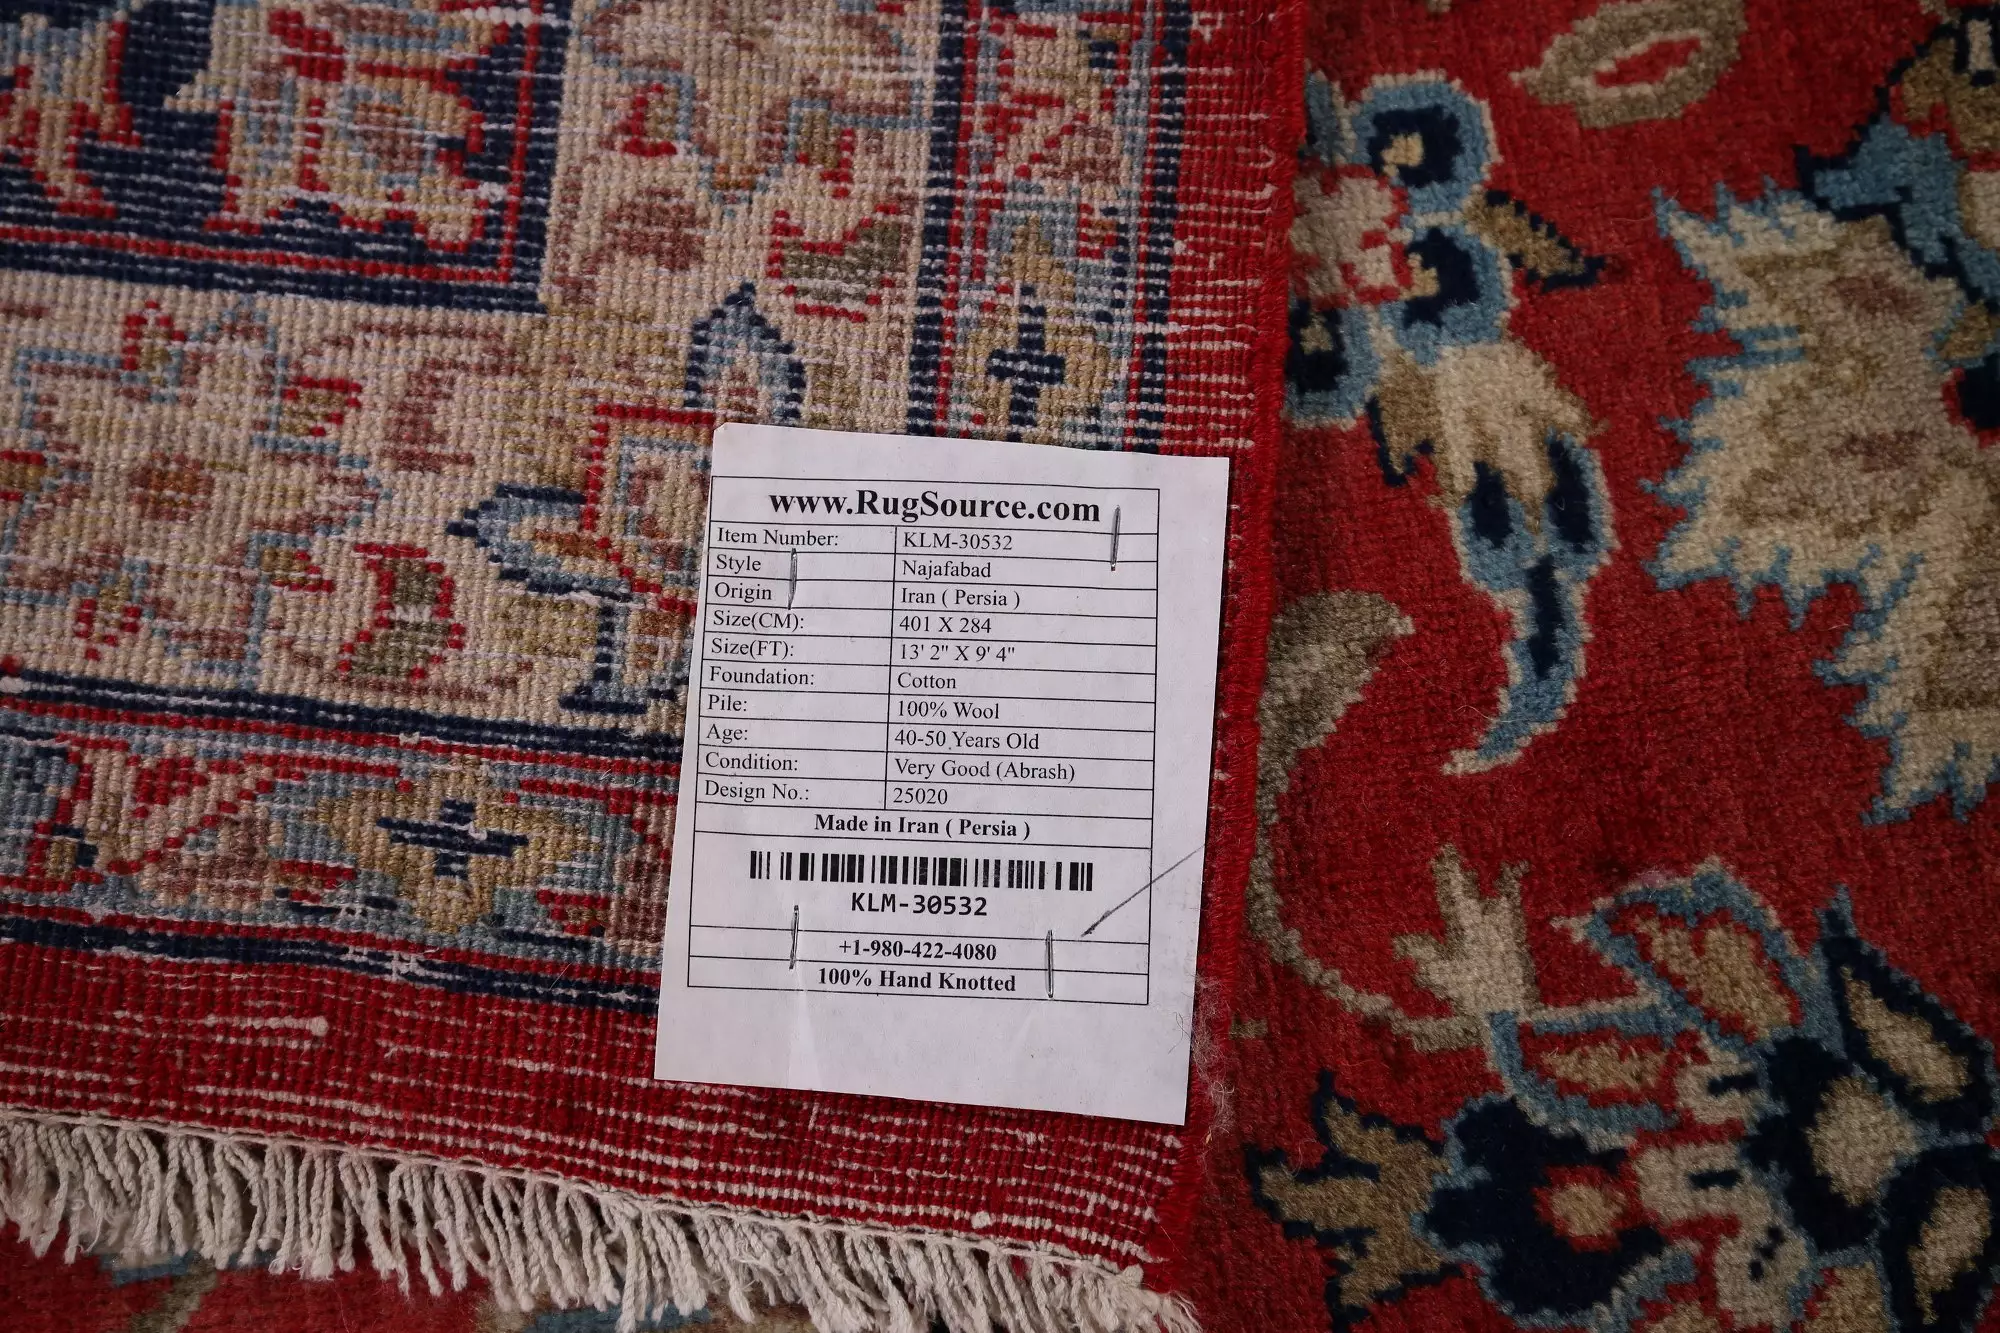 www.RugSource.com
Item Number: KLM-30532
Style Najafabad
Origin Iran ( Persia )
Size(CM): 401 X 284
Size(FT): 13' 2" X 9' 4"
Foundation: Cotton
Pile: 100% Wool
Age: 40-50 Years Old
Condition: Very Good (Abrash)
Design No.: 25020
Made in Iran ( Persia )
KLM-30532
+1-980-422-4080
100% Hand Knotted